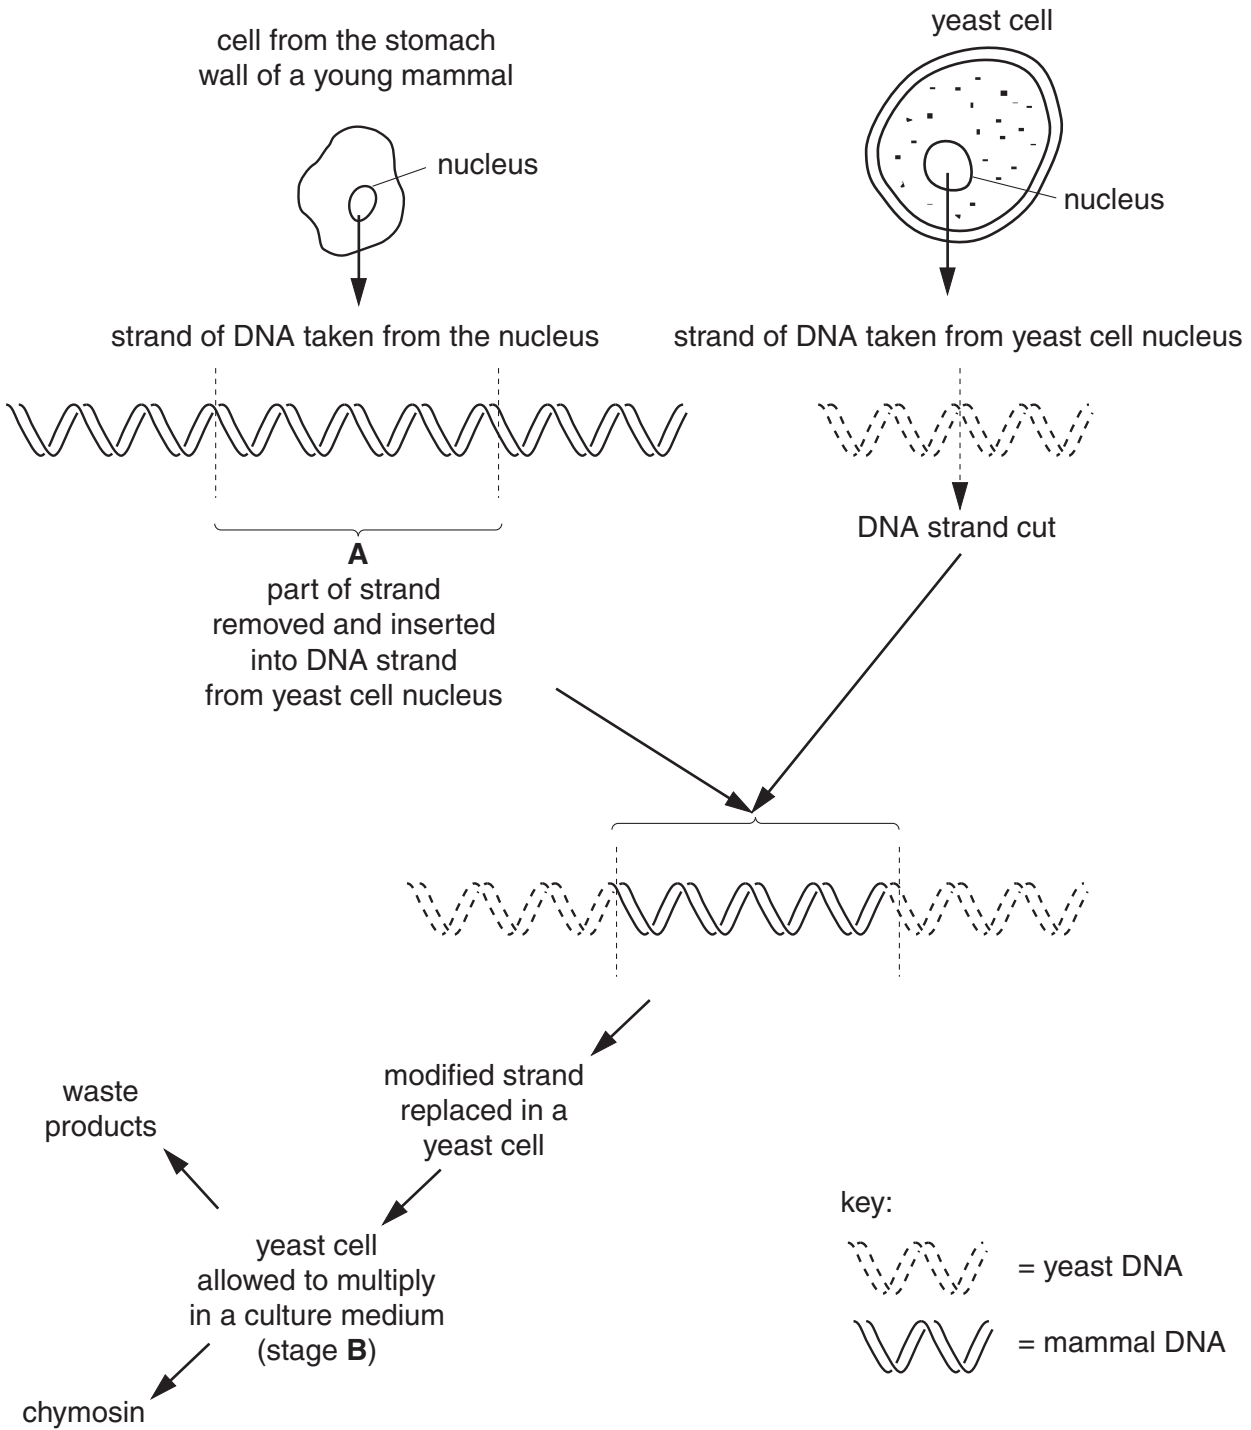 cell from the stomach
wall of a young mammal
nucleus
yeast cell
nucleus
strand of DNA taken from the nucleus
strand of DNA taken from yeast cell nucleus
A
part of strand
removed and inserted
into DNA strand
from yeast cell nucleus
DNA strand cut
modified strand
replaced in a
yeast cell
waste
products
yeast cell
allowed to multiply
in a culture medium
(stage B)
chymosin
key:
= yeast DNA
= mammal DNA